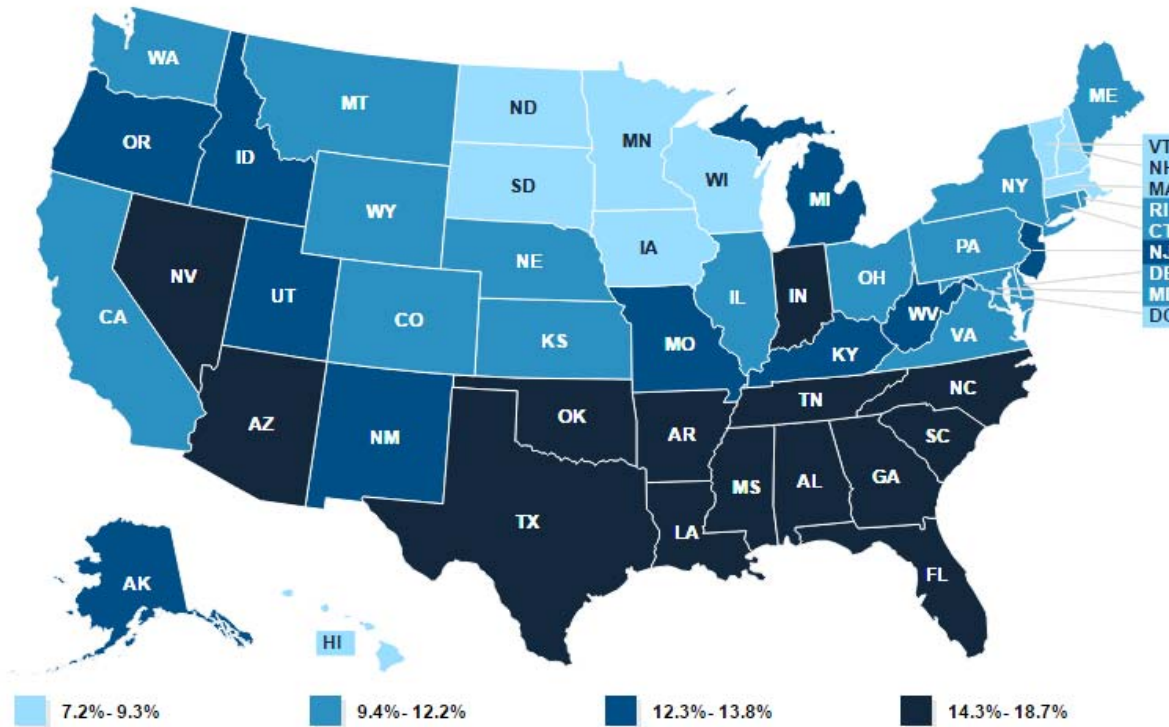 WA
ME
MT
ND
MN
OR
ID
VT
NH
MA
WI
NY
SD
MI
WY
RI
CT
PA
NJ
IA
NE
DE
OH
IL
IN
NV
MD
UT
WV
CA
CO
DC
VA
KS
MO
KY
NC
TN
OK
AZ
AR
SC
NM
GA
MS
AL
TX
LA
FL
AK
HI
7.2%- 9.3%
9.4%- 12.2%
12.3%- 13.8%
14.3%- 18.7%